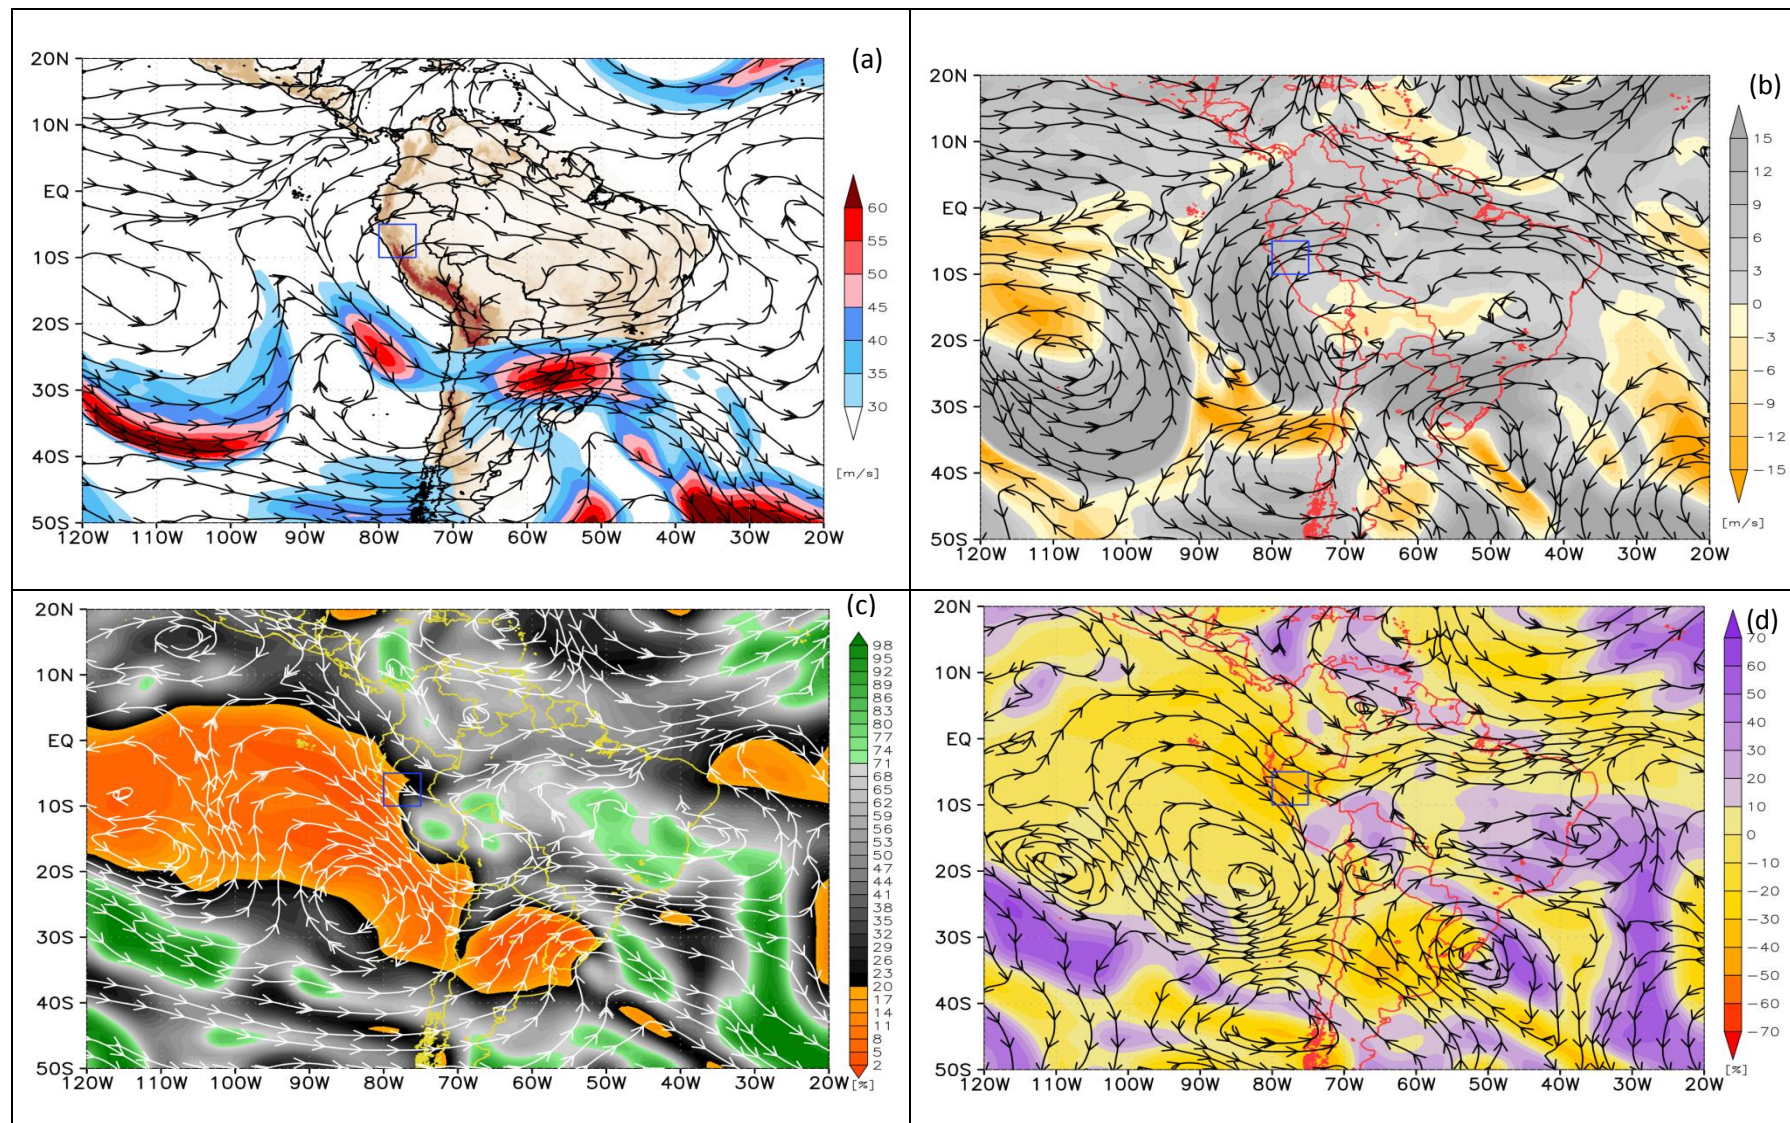 (a)
20N
10N
EQ
10S
20S
30S
40S
50S
120W 110W 100W 90W 80W 70W 60W 50W 40W 30W 20W
60
55
50
45
40
35
30
[m/s]
(b)
20N
10N
EQ
10S
20S
30S
40S
50S
120W 110W 100W 90W 80W 70W 60W 50W 40W 30W 20W
15
12
9
6
3
0
-3
-6
-9
-12
-15
[m/s]
(c)
20N
10N
EQ
10S
20S
30S
40S
50S
120W 110W 100W 90W 80W 70W 60W 50W 40W 30W 20W
98
95
92
89
86
83
80
77
74
71
68
65
62
59
56
53
50
47
44
41
38
35
32
29
26
23
20
17
14
11
8
5
2
[%]
(d)
20N
10N
EQ
10S
20S
30S
40S
50S
120W 110W 100W 90W 80W 70W 60W 50W 40W 30W 20W
70
60
50
40
30
20
10
0
-10
-20
-30
-40
-50
-60
-70
[%]